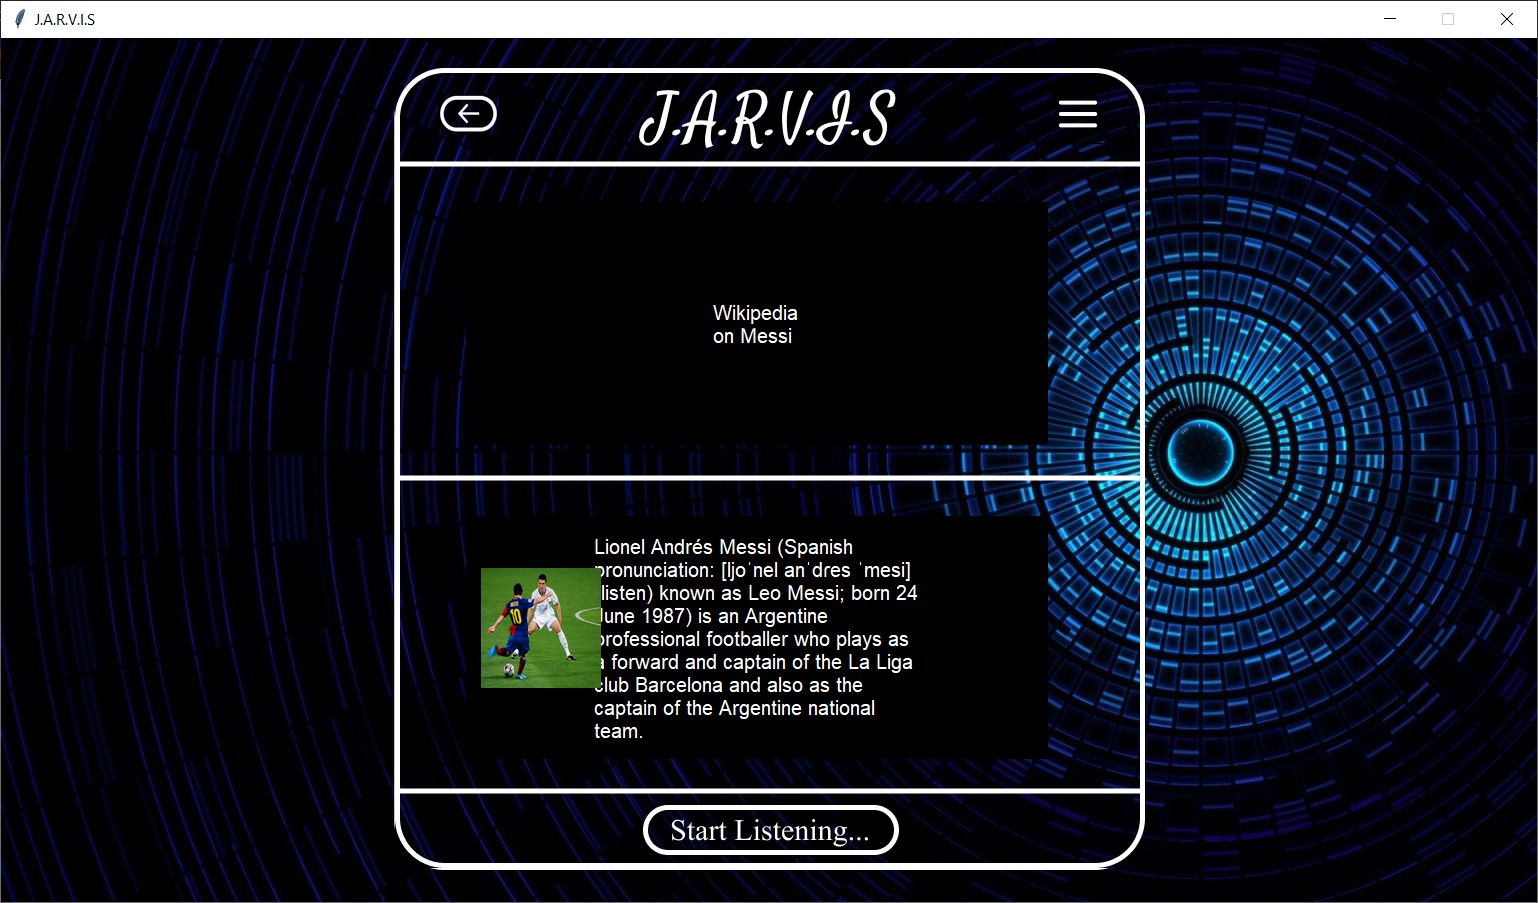 J.A.R.V.I.S
J.A.R.V.I.S
Wikipedia
on Messi
Lionel Andrés Messi (Spanish
pronunciation: [ljoˈnel anˈdres ˈmesi]
(listen) known as Leo Messi; born 24
June 1987) is an Argentine
professional footballer who plays as
a forward and captain of the La Liga
club Barcelona and also as the
captain of the Argentine national
team.
10
Start Listening...